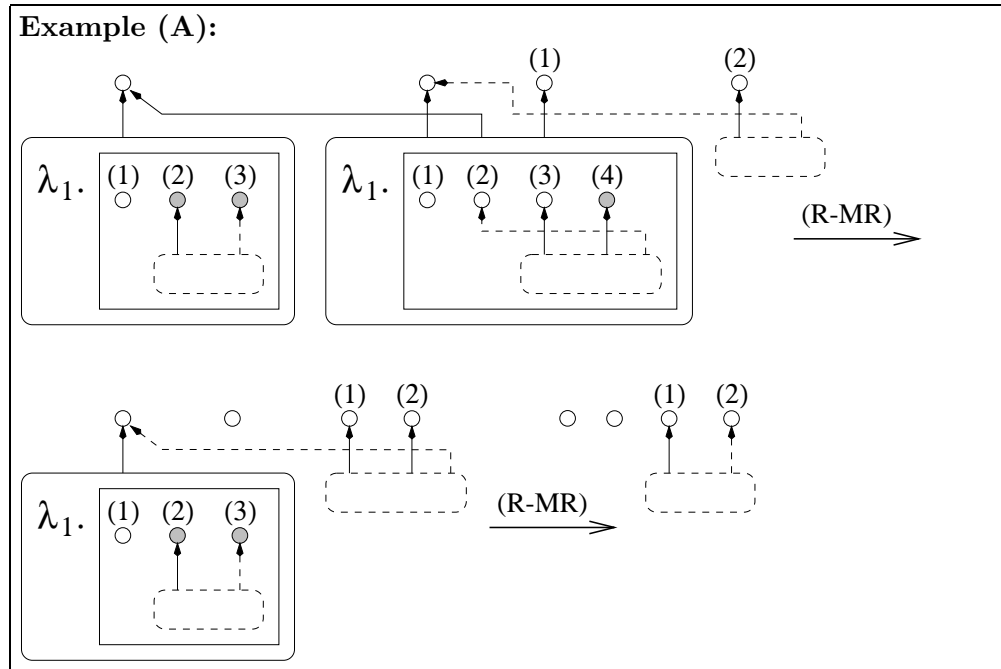 Example (A):
(1) (2)
λ1. (1) (2) (3) λ1. (1) (2) (3) (4)
(R-MR)
(1) (2) (1) (2)
λ1. (1) (2) (3) (R-MR)